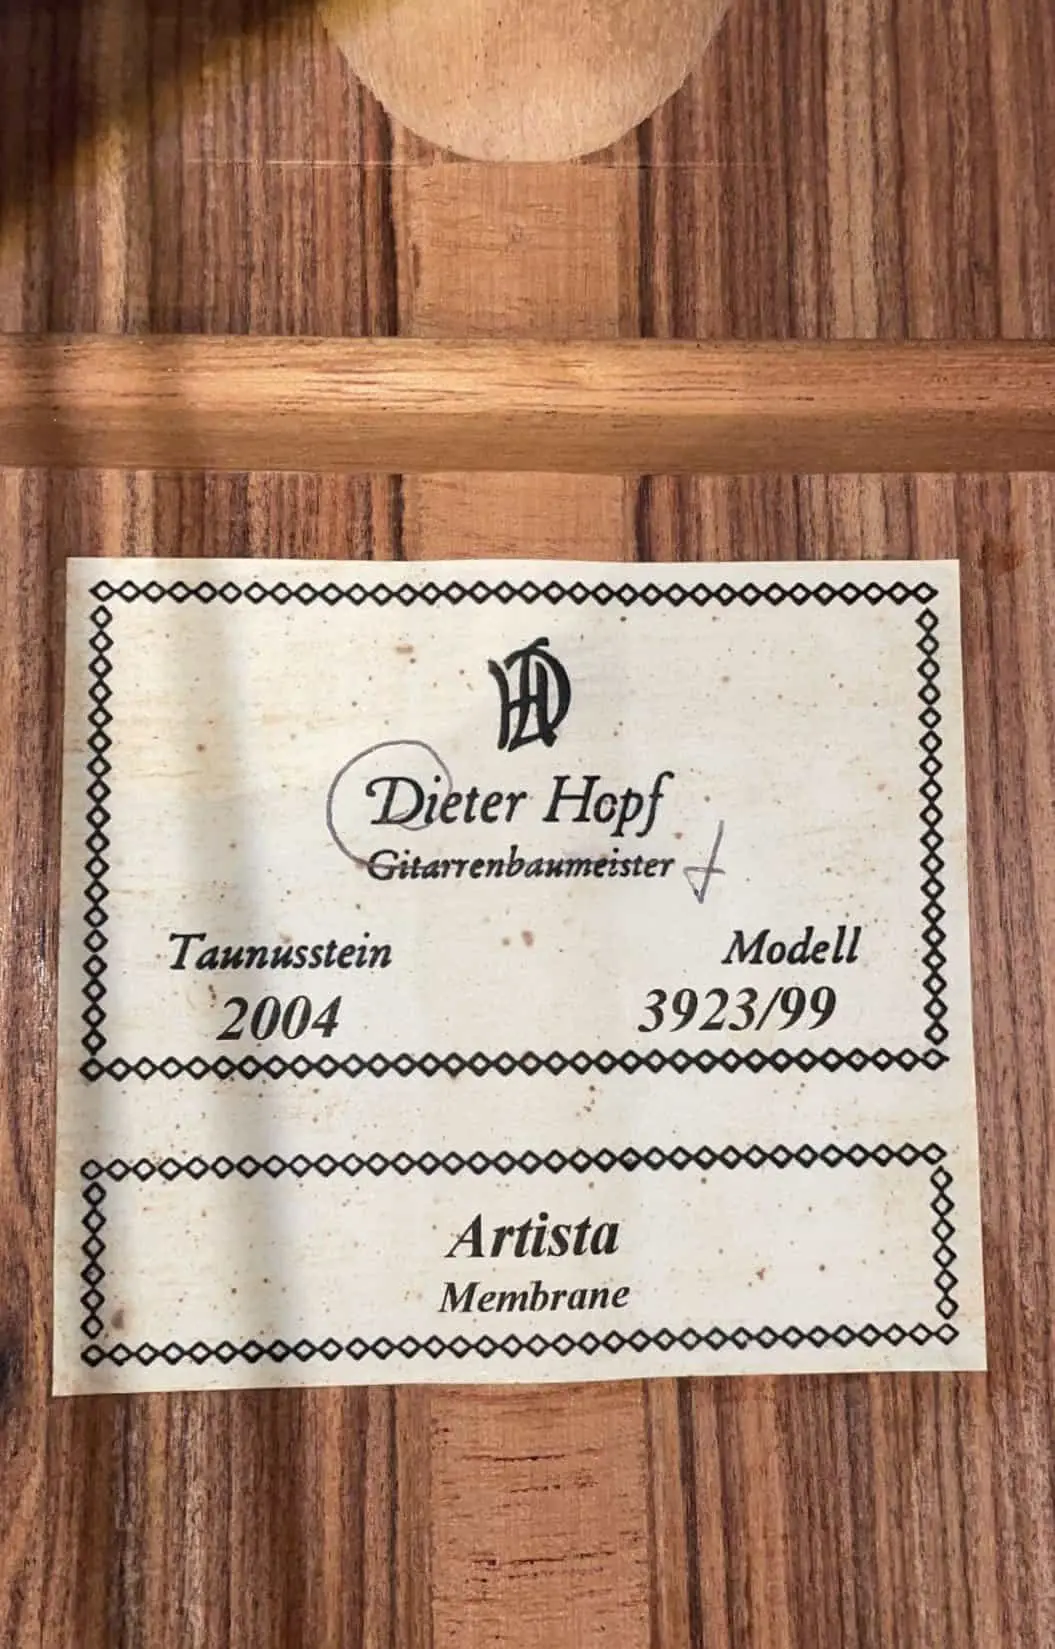 Dieter Hopf
Gitarrenbaumeister
Taunusstein
2004
Modell
3923/99
Artista
Membrane